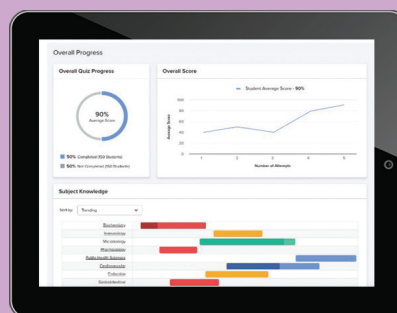 Overall Progress
Overall Quiz Progress
Overall Score
Student Average Score - 90%
90%
Average Score
100
80
60
40
20
0
Average Score
1 2 3 4 5
Number of Attempts
50% Completed (150 Students)
50% Not Completed (150 Students)
Subject Knowledge
Sort by: Trending
Biochemistry
Immunology
Microbiology
Pharmacology
Public Health Sciences
Cardiovascular
Endocrine
Gastrointestinal